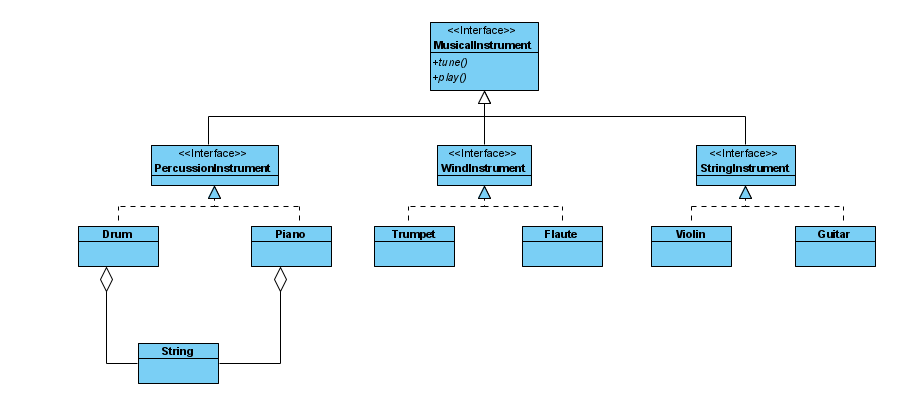 <<Interface>>
MusicalInstrument
+tune()
+play()
<<Interface>>
PercussionInstrument
<<Interface>>
WindInstrument
<<Interface>>
StringInstrument
Drum
Piano
Trumpet
Flaute
Violin
Guitar
String